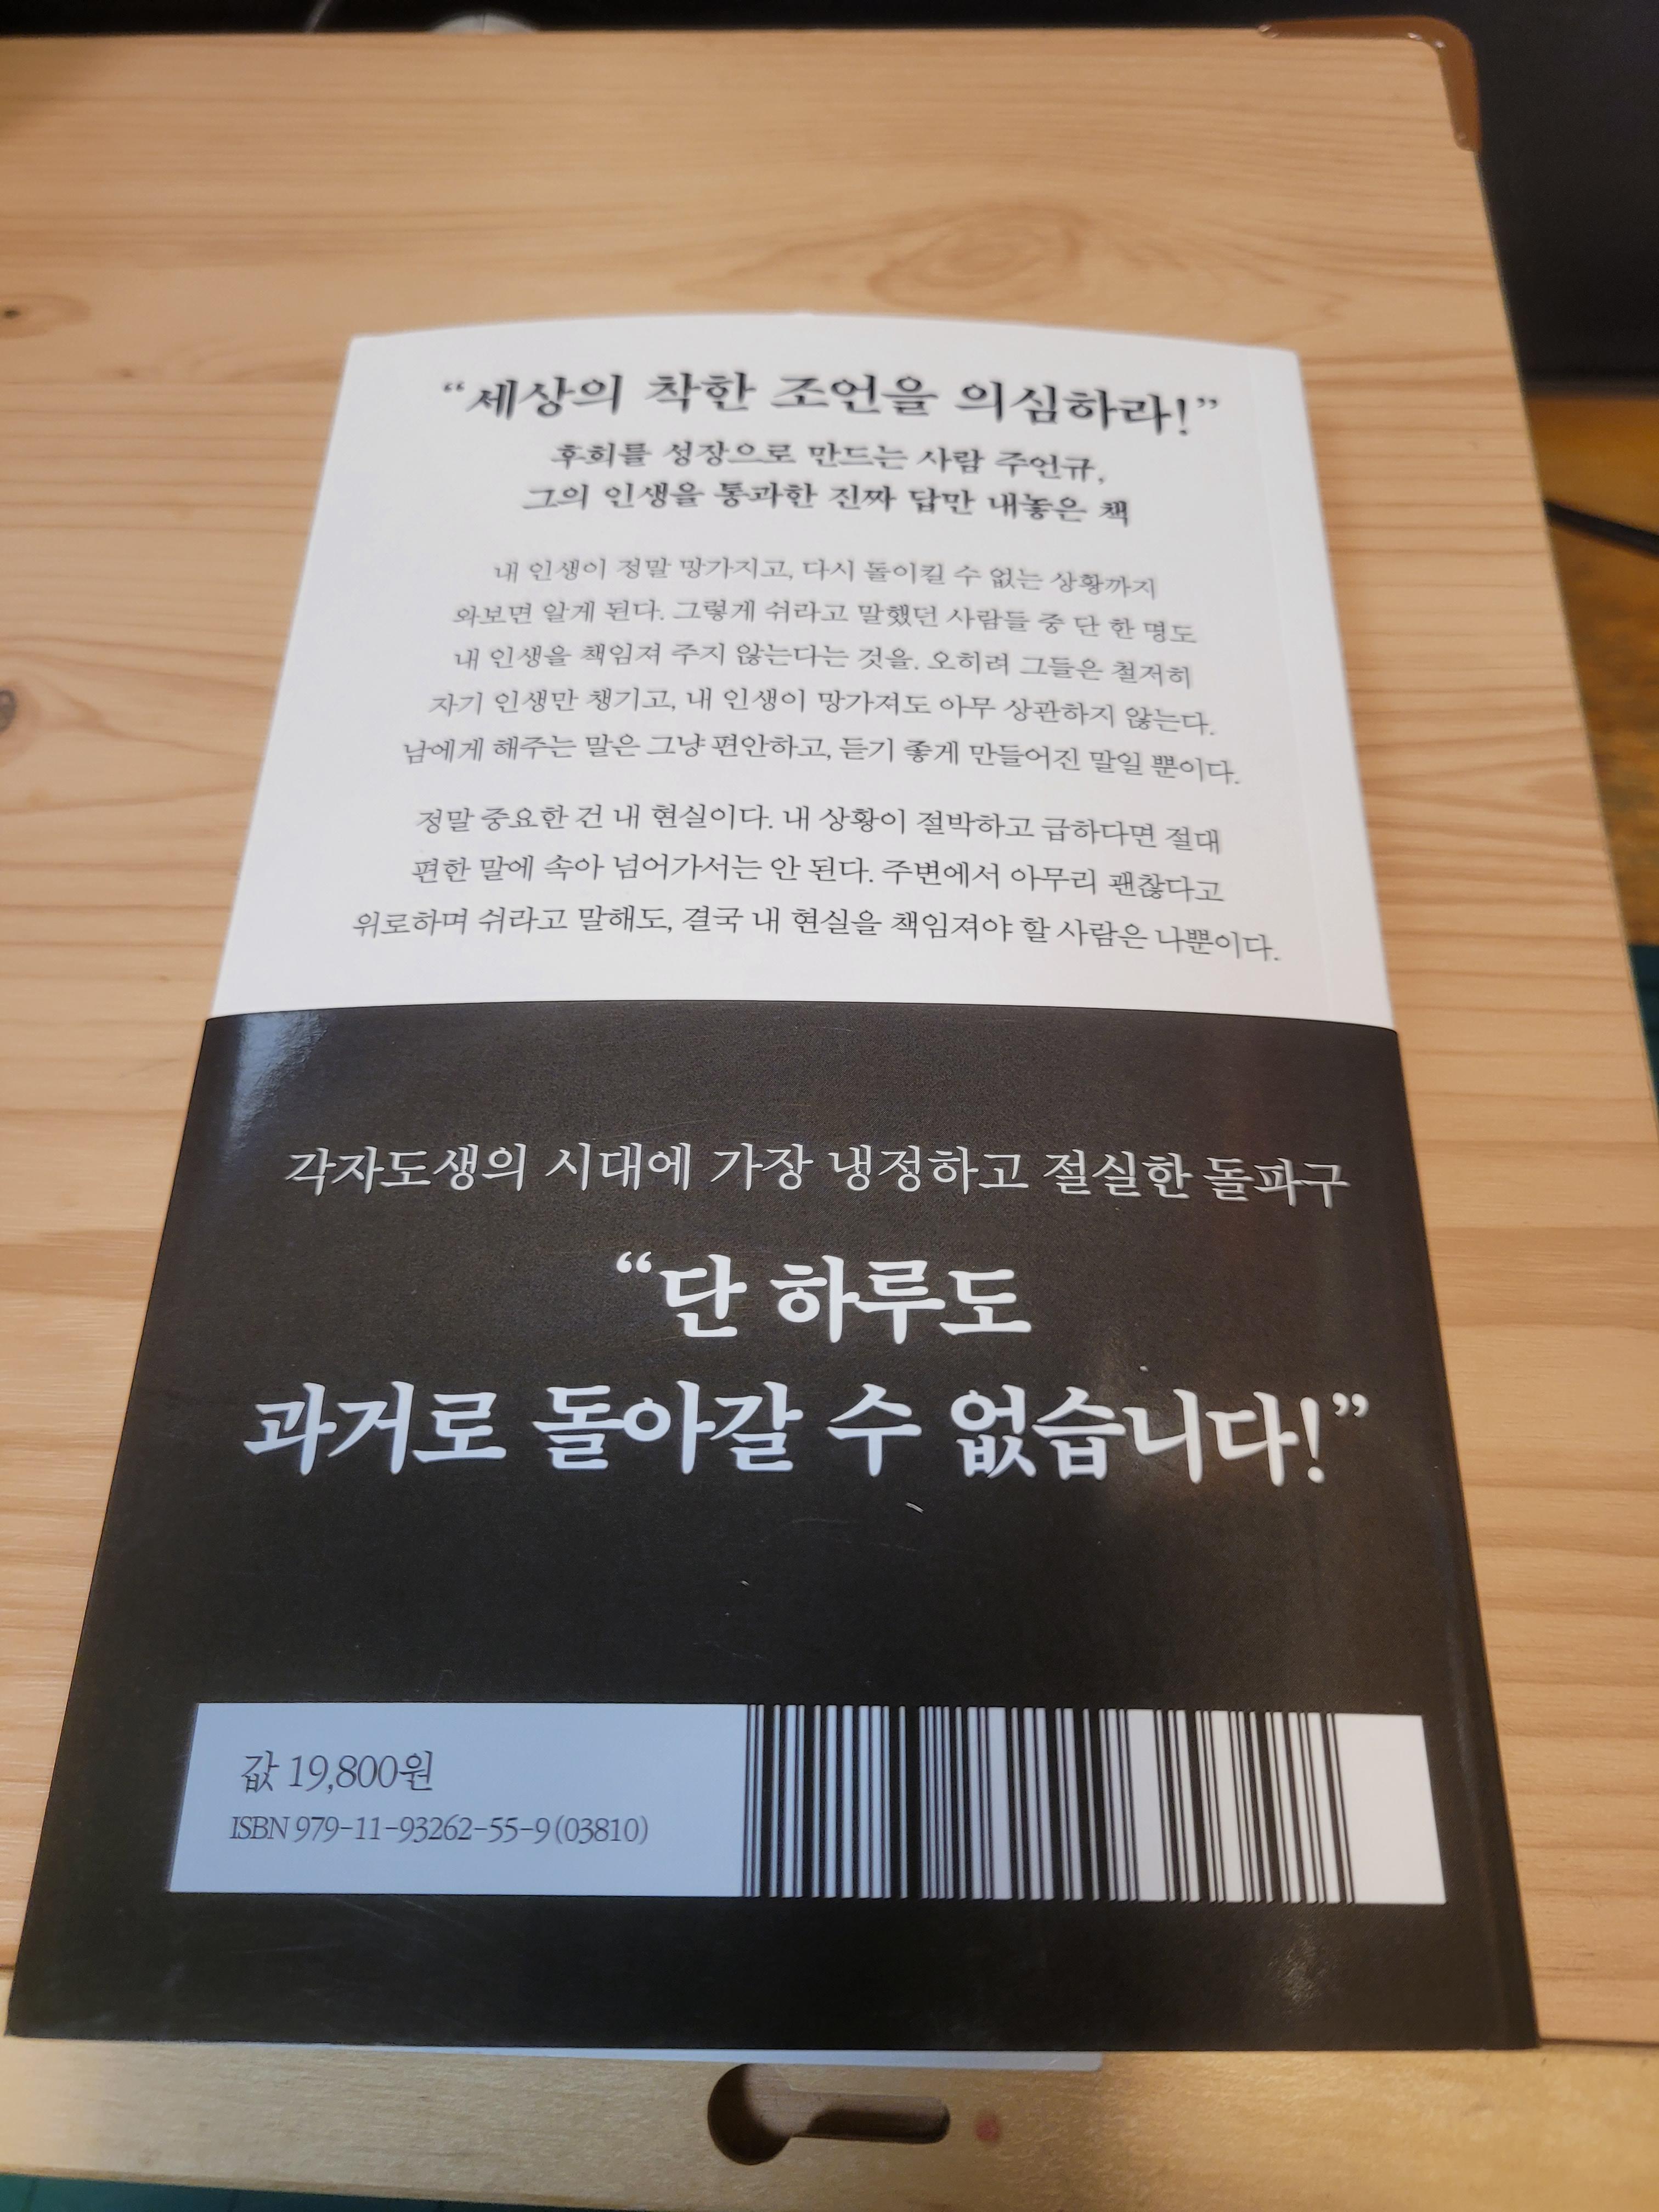 “세상의 착한 조언을 의심하라!”
후회를 성장으로 만드는 사람 주언규,
그의 인생을 통과한 진짜 답만 내놓은 책
내 인생이 정말 망가지고, 다시 돌이킬 수 없는 상황까지
와보면 알게 된다. 그렇게 쉬라고 말했던 사람들 중 단 한 명도
내 인생을 책임져 주지 않는다는 것을. 오히려 그들은 철저히
자기 인생만 챙기고, 내 인생이 망가져도 아무 상관하지 않는다.
남에게 해주는 말은 그냥 편안하고, 듣기 좋게 만들어진 말일 뿐이다.
정말 중요한 건 내 현실이다. 내 상황이 절박하고 급하다면 절대
편한 말에 속아 넘어가서는 안 된다. 주변에서 아무리 괜찮다고
위로하며 쉬라고 말해도, 결국 내 현실을 책임져야 할 사람은 나뿐이다.
각자도생의 시대에 가장 냉정하고 절실한 돌파구
“단 하루도
과거로 돌아갈 수 없습니다!”
값 19,800원
ISBN 979-11-93262-55-9(03810)